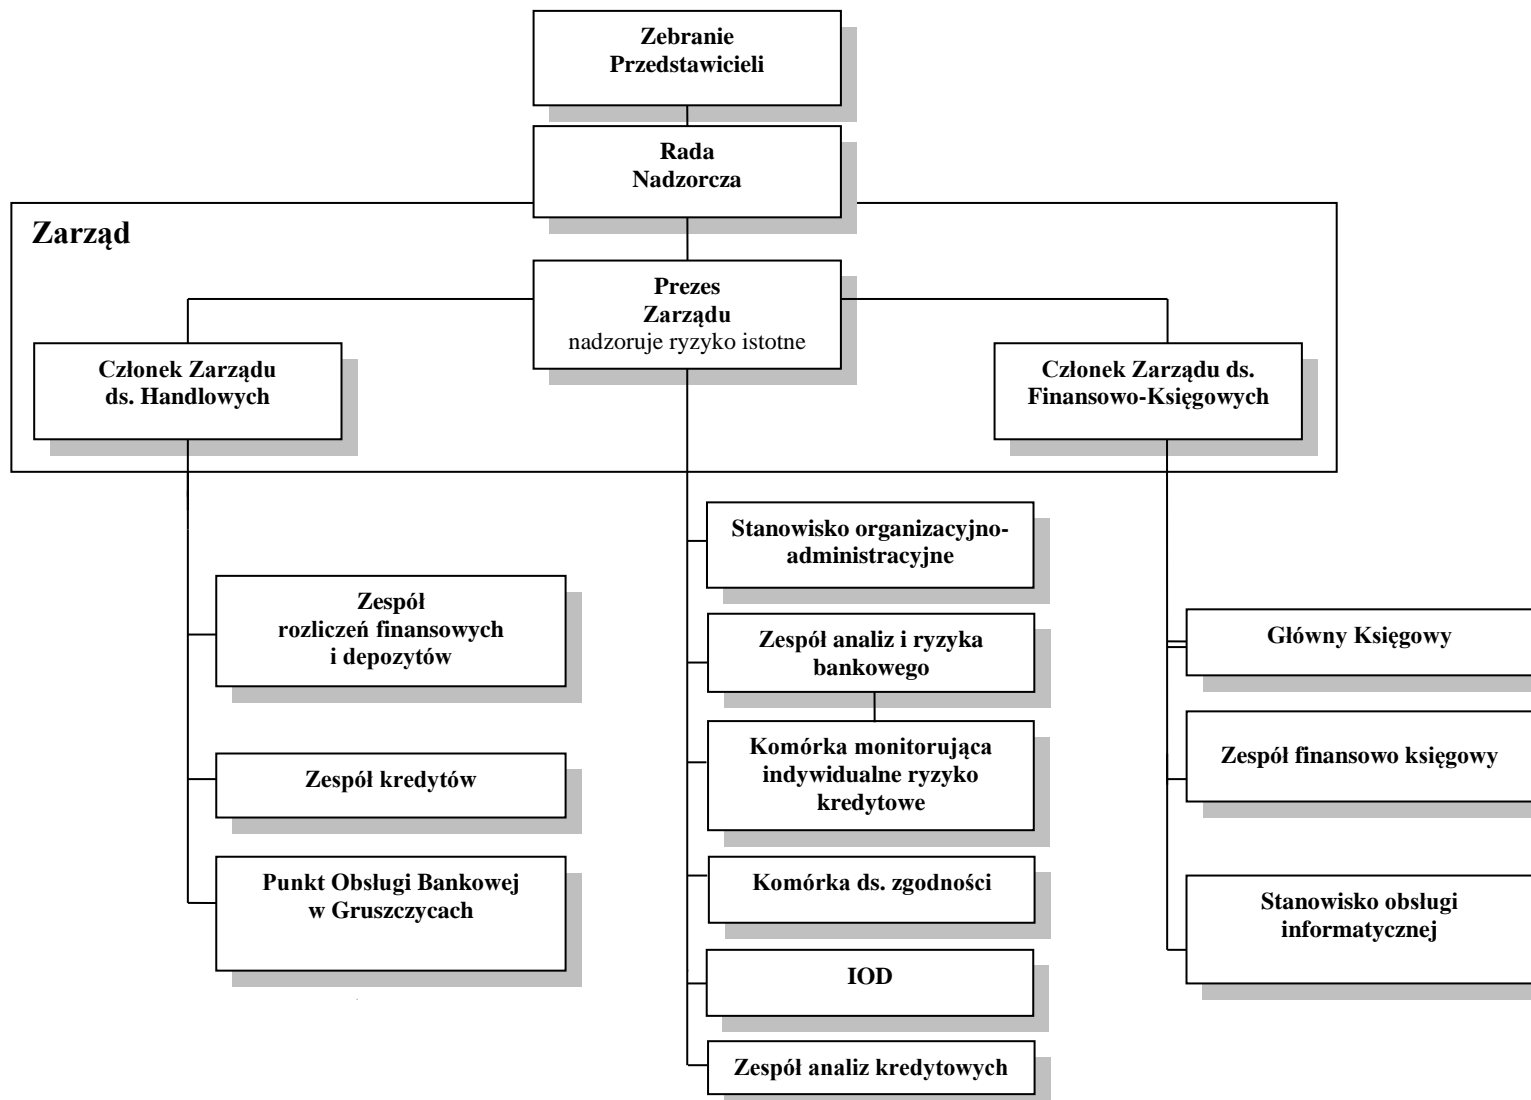 Zebranie
Przedstawicieli
Rada
Nadzorcza
Zarząd
Prezes
Zarządu
nadzoruje ryzyko istotne
Członek Zarządu
ds. Handlowych
Członek Zarządu ds.
Finansowo-Księgowych
Zespół
rozliczeń finansowych
i depozytów
Zespół kredytów
Punkt Obsługi Bankowej
w Gruszczycach
Stanowisko organizacyjno-
administracyjne
Zespół analiz i ryzyka
bankowego
Komórka monitorująca
indywidualne ryzyko
kredytowe
Komórka ds. zgodności
IOD
Zespół analiz kredytowych
Główny Księgowy
Zespół finansowo księgowy
Stanowisko obsługi
informatycznej